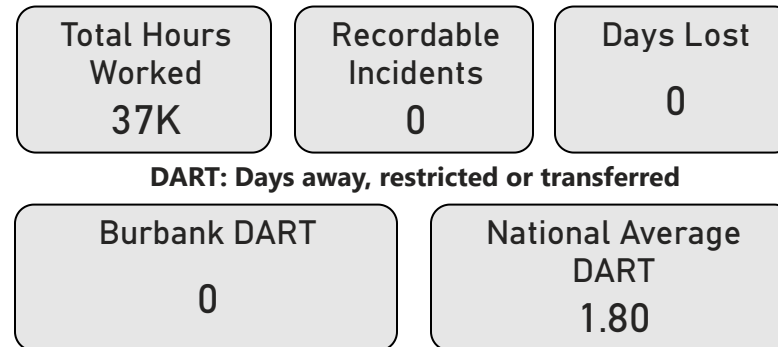 Total Hours
Worked
37K
Recordable
Incidents
0
Days Lost
0
DART: Days away, restricted or transferred
Burbank DART
0
National Average
DART
1.80